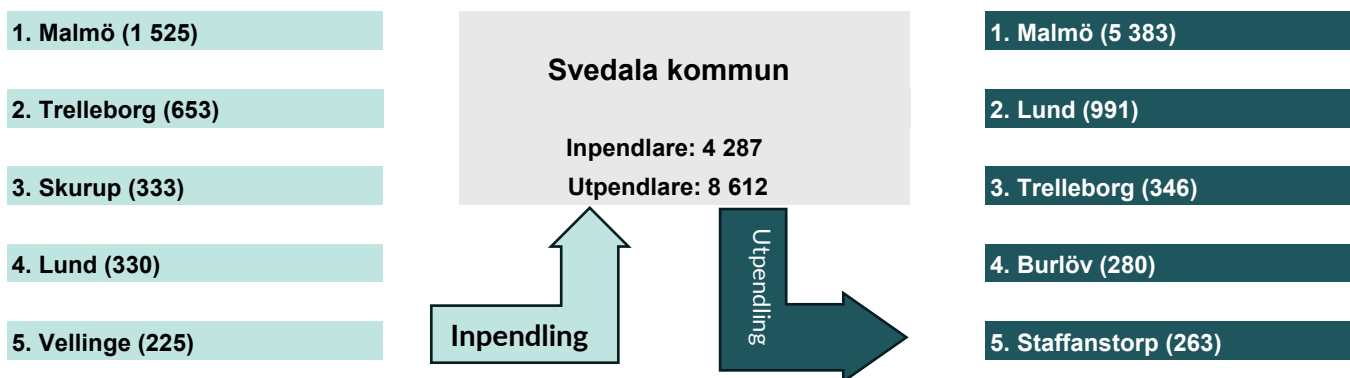 1. Malmö (1 525)
2. Trelleborg (653)
3. Skurup (333)
4. Lund (330)
5. Vellinge (225)
Svedala kommun
Inpendlare: 4 287
Utpendlare: 8 612
Inpendling
Utpendling
1. Malmö (5 383)
2. Lund (991)
3. Trelleborg (346)
4. Burlöv (280)
5. Staffanstorp (263)